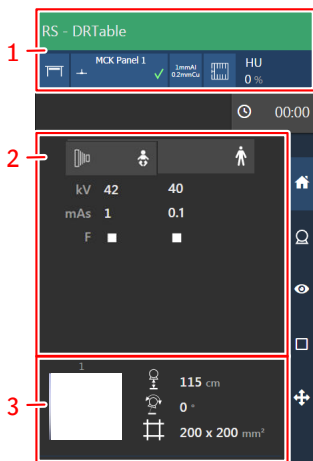 1
RS - DRTable
MCK Panel 1
1mmAl
0.2mmCu
HU
0 %
00:00
2
kV 42 40
mAs 1 0.1
F
3
1
115 cm
0 °
200 x 200 mm²